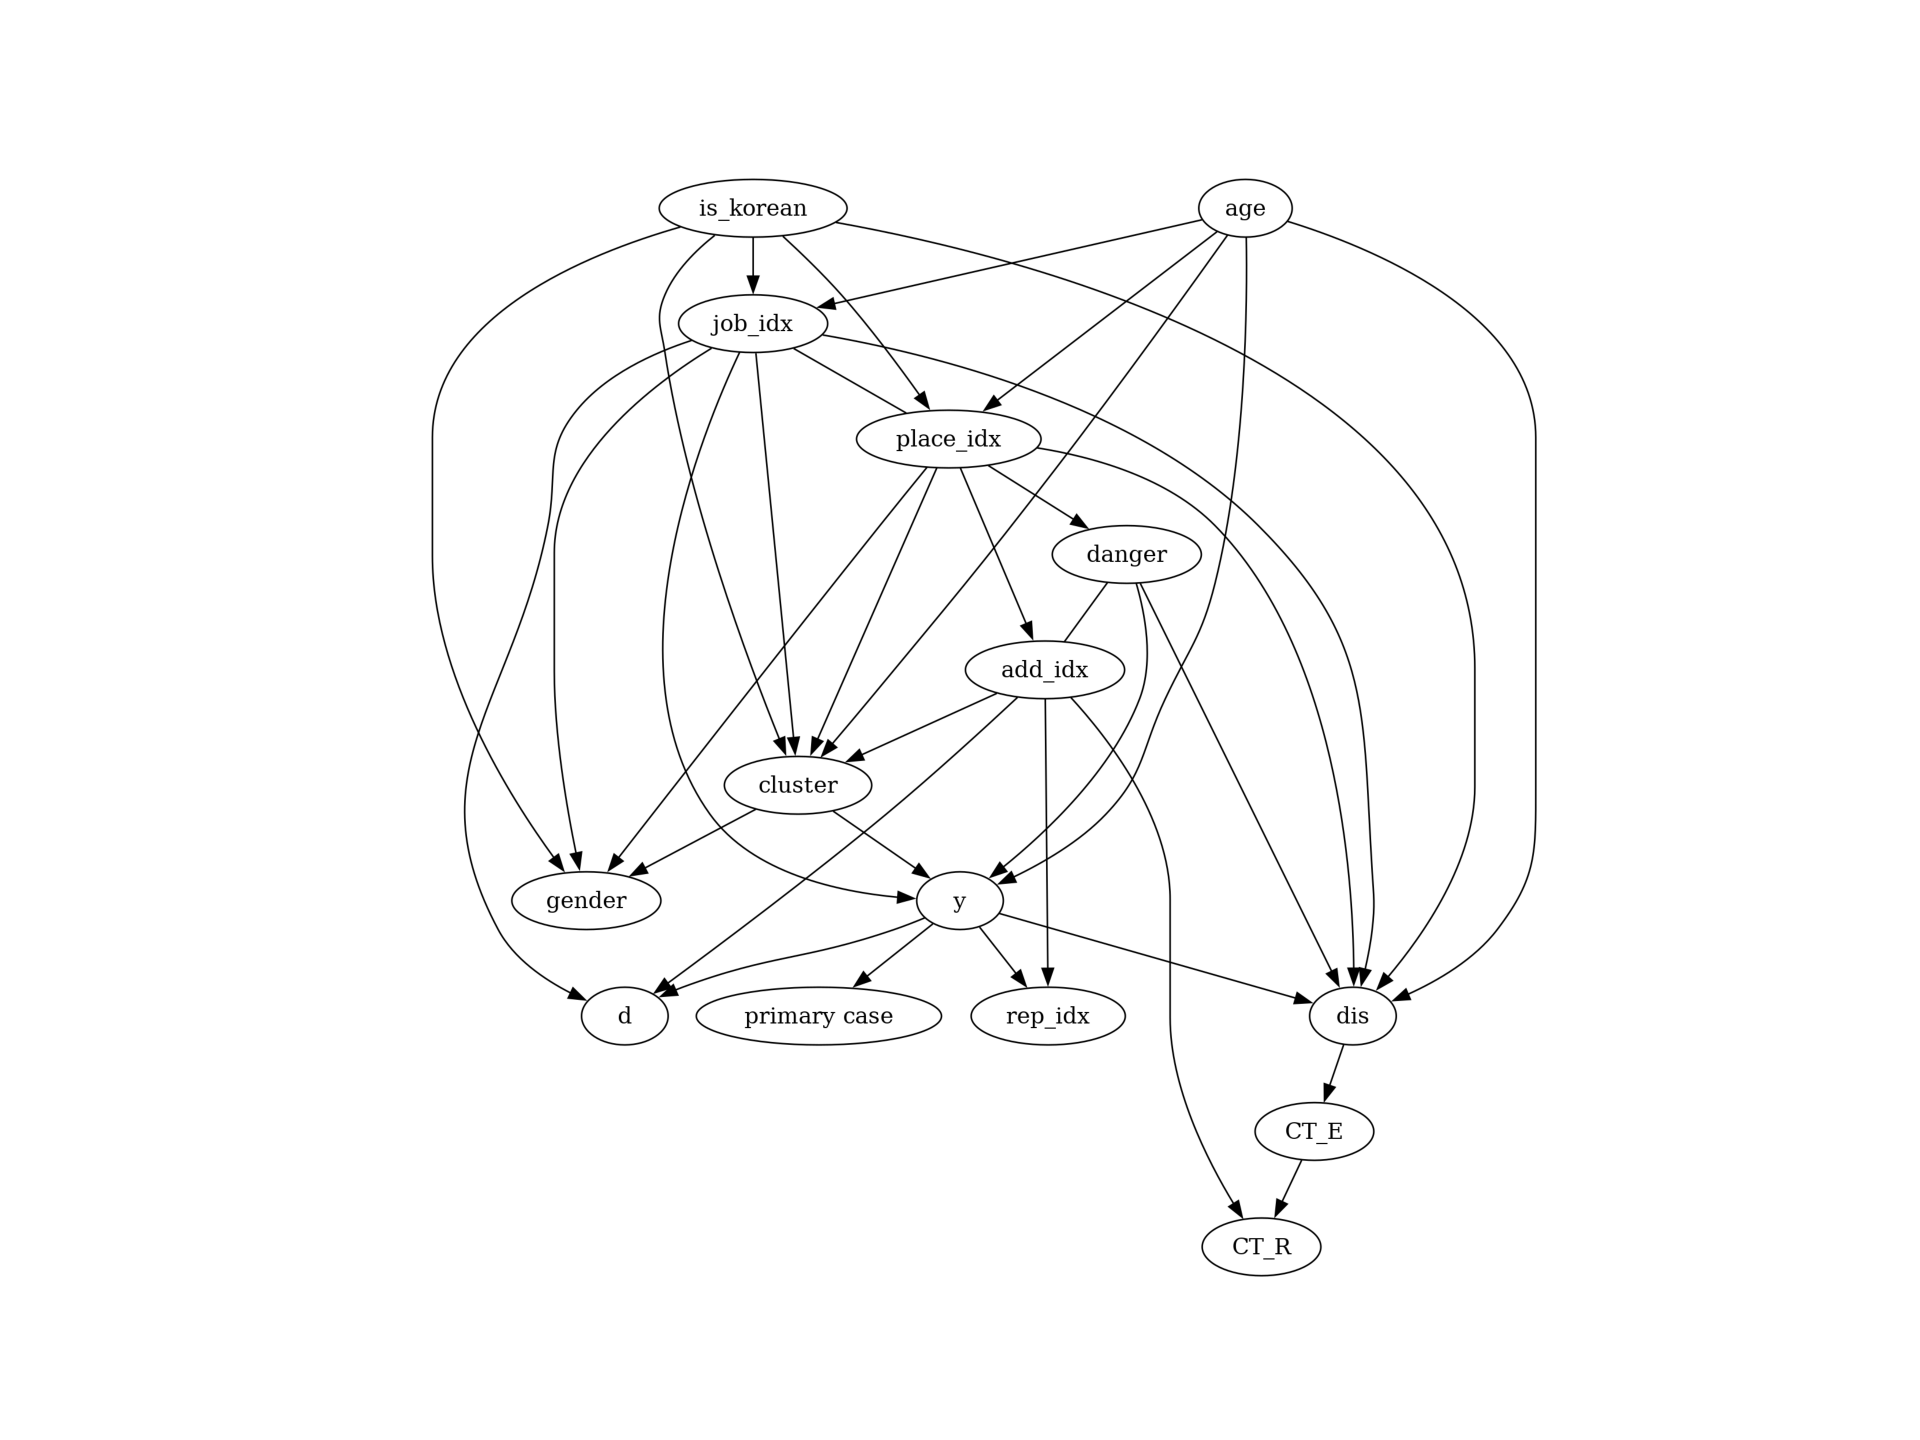 is_korean
age
job_idx
place_idx
danger
add_idx
cluster
gender
y
d
primary case
rep_idx
dis
CT_E
CT_R